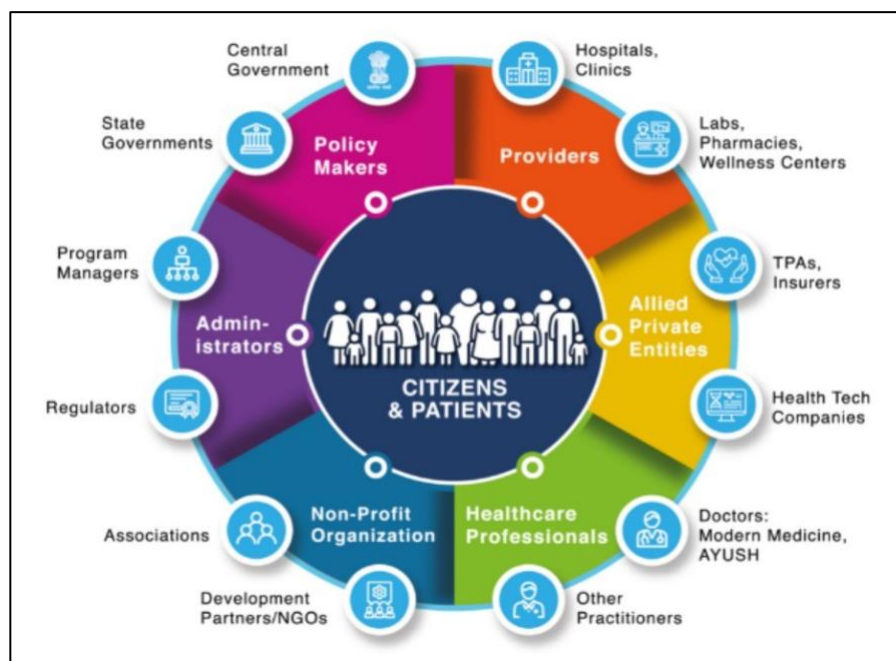 Central
Government
Hospitals,
Clinics
State
Governments
Policy
Makers
Providers
Labs,
Pharmacies,
Wellness Centers
Program
Managers
Admin-
istrators
Allied
Private
Entities
TPAs,
Insurers
CITIZENS
& PATIENTS
Regulators
Health Tech
Companies
Associations
Non-Profit
Organization
Healthcare
Professionals
Doctors:
Modern Medicine,
AYUSH
Development
Partners/NGOs
Other
Practitioners